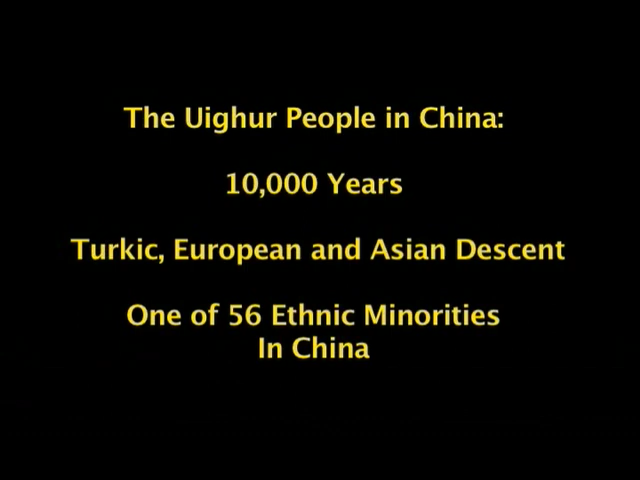 The Uighur People in China:
10,000 Years
Turkic, European and Asian Descent
One of 56 Ethnic Minorities
In China